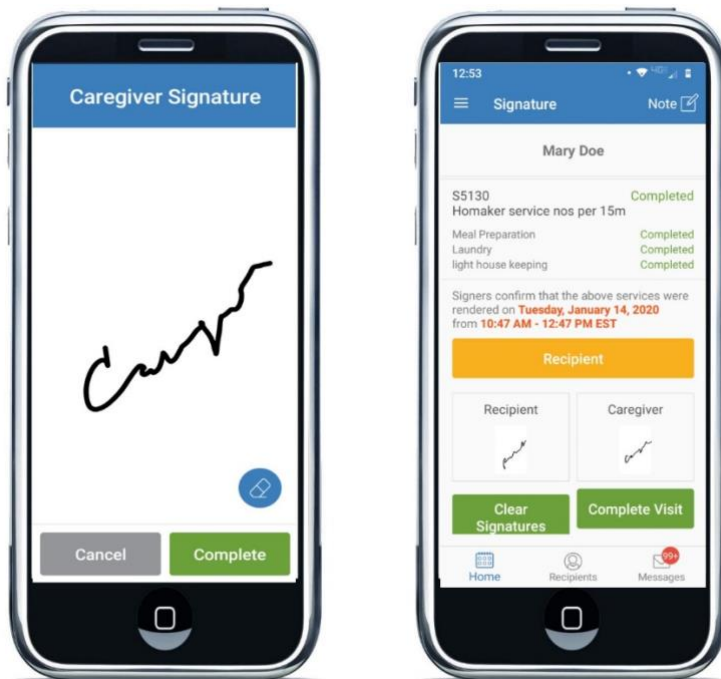 Caregiver Signature
Cancel
Complete
12:53
Signature
Note
Mary Doe
S5130
Completed
Homaker service nos per 15m
Meal Preparation
Completed
Laundry
Completed
light house keeping
Completed
Signers confirm that the above services were
rendered on Tuesday, January 14, 2020
from 10:47 AM - 12:47 PM EST
Recipient
Recipient
Caregiver
Clear
Signatures
Complete Visit
Home
Recipients
99+
Messages